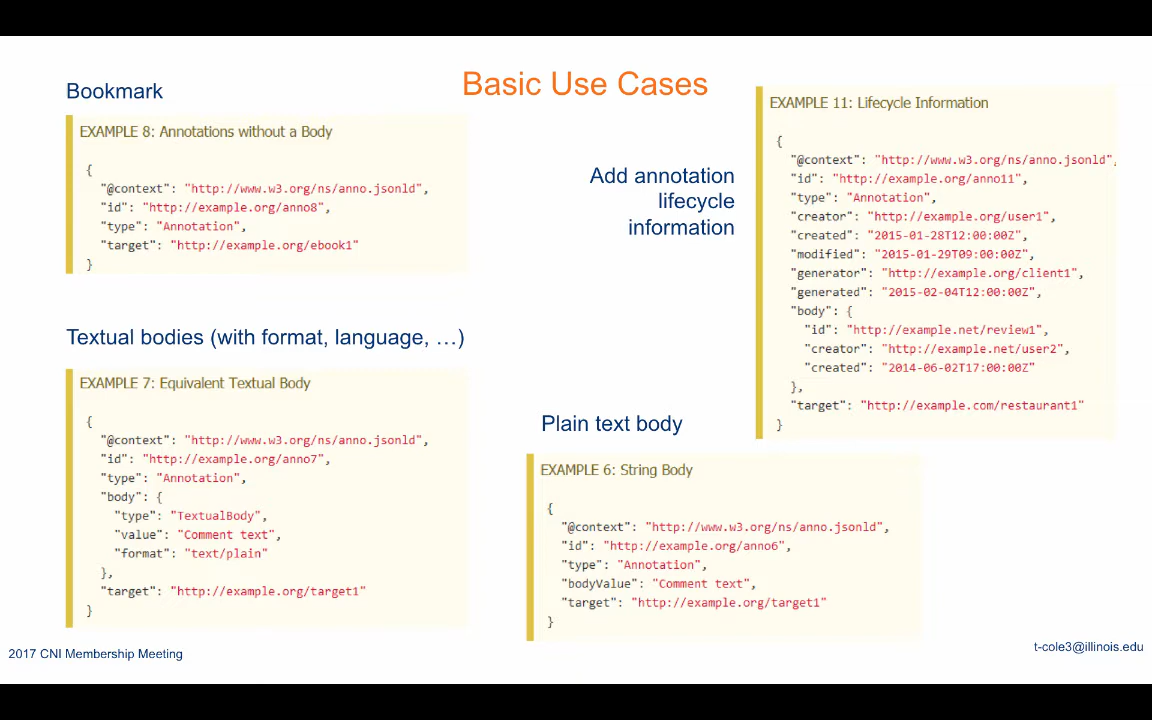 Basic Use Cases
Bookmark
EXAMPLE 8: Annotations without a Body
{
"@context": "http://www.w3.org/ns/anno.jsonld",
"id": "http://example.org/anno8",
"type": "Annotation",
"target": "http://example.org/ebook1"
}
Textual bodies (with format, language, …)
EXAMPLE 7: Equivalent Textual Body
{
"@context": "http://www.w3.org/ns/anno.jsonld",
"id": "http://example.org/anno7",
"type": "Annotation",
"body": {
"type": "TextualBody",
"value": "Comment text",
"format": "text/plain"
},
"target": "http://example.org/target1"
}
Add annotation
lifecycle
information
EXAMPLE 11: Lifecycle Information
{
"@context": "http://www.w3.org/ns/anno.jsonld",
"id": "http://example.org/anno11",
"type": "Annotation",
"creator": "http://example.org/user1",
"created": "2015-01-28T12:00:00Z",
"modified": "2015-01-29T09:00:00Z",
"generator": "http://example.org/client1",
"generated": "2015-02-04T12:00:00Z",
"body": {
"id": "http://example.net/review1",
"creator": "http://example.net/user2",
"created": "2014-06-02T17:00:00Z"
},
"target": "http://example.com/restaurant1"
}
Plain text body
EXAMPLE 6: String Body
{
"@context": "http://www.w3.org/ns/anno.jsonld",
"id": "http://example.org/anno6",
"type": "Annotation",
"bodyValue": "Comment text",
"target": "http://example.org/target1"
}
2017 CNI Membership Meeting
t-cole3@illinois.edu